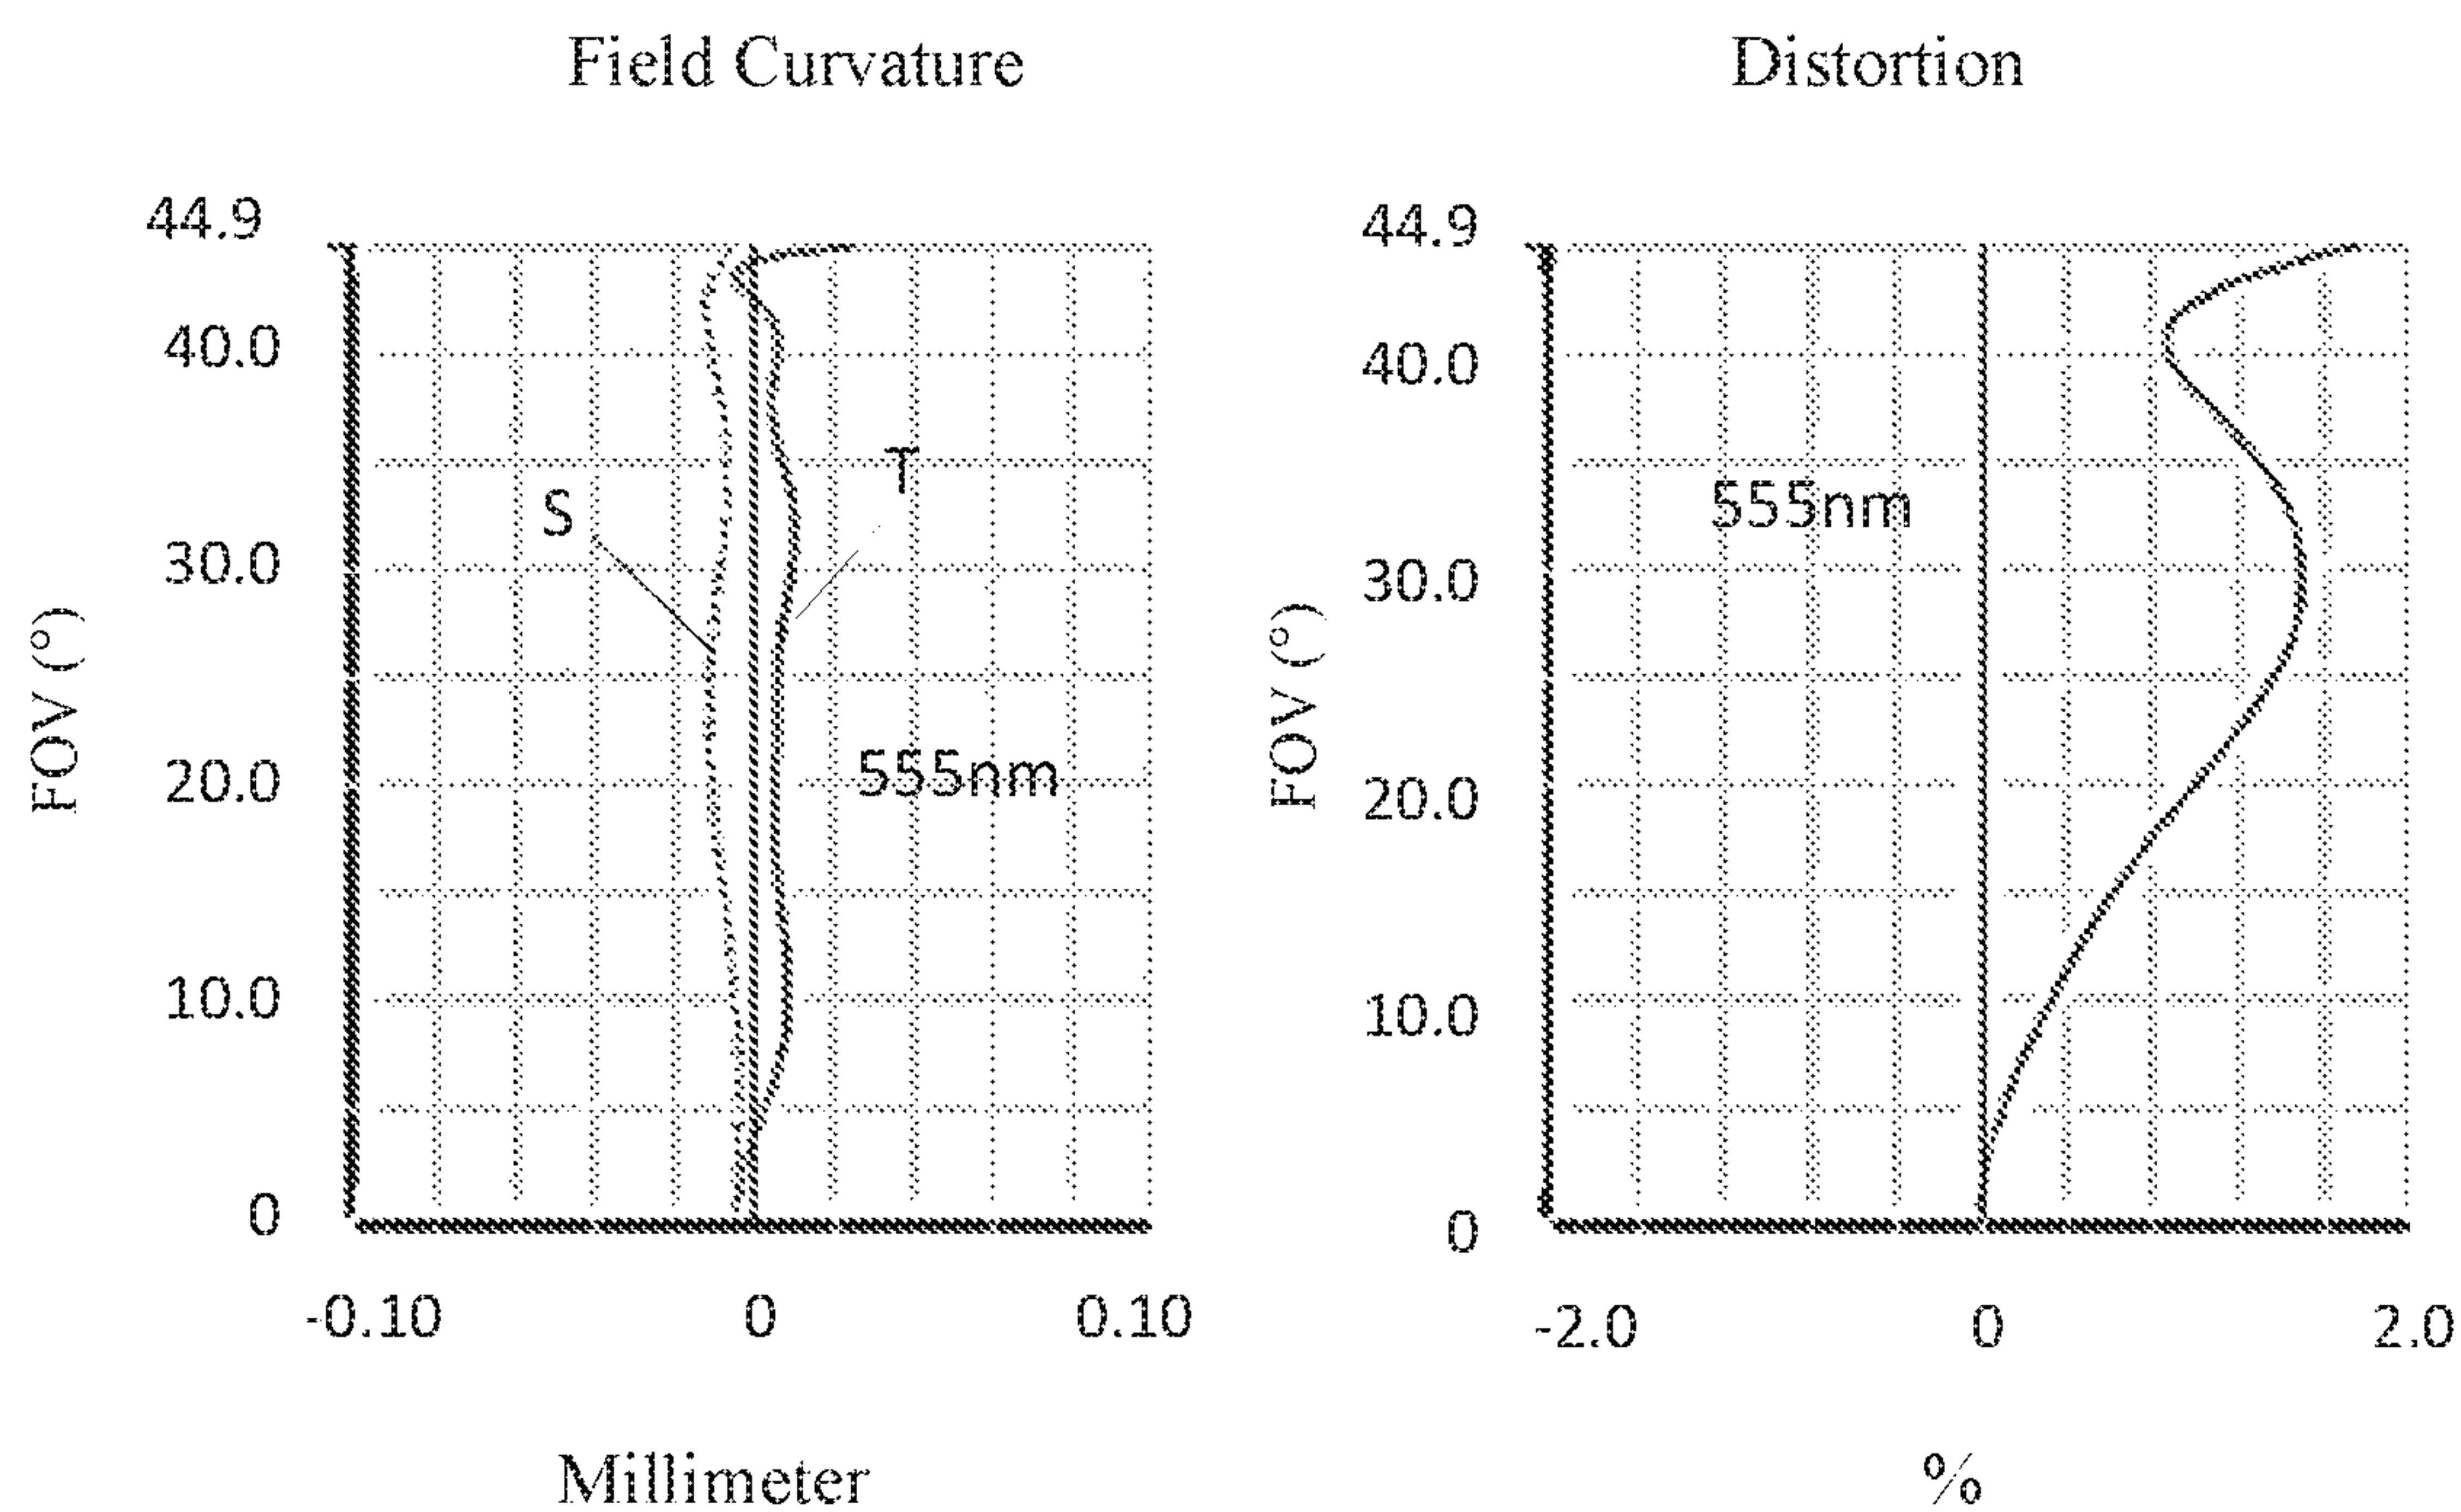 Field Curvature
44.9
40.0
30.0
20.0
10.0
0
FOV (°)
S
T
555nm
-0.10
0
0.10
Millimeter
Distortion
44.9
40.0
30.0
20.0
10.0
0
FOV (°)
555nm
-2.0
0
2.0
%